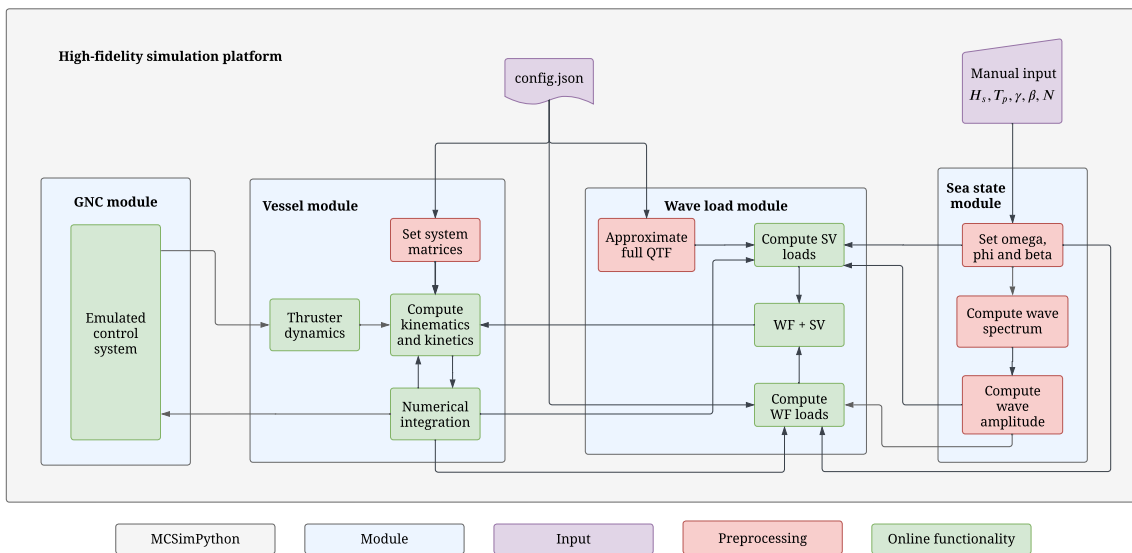 High-fidelity simulation platform
config.json
Manual input
H_s, T_p, γ, β, N
GNC module
Emulated
control
system
Vessel module
Set system
matrices
Thruster
dynamics
Compute
kinematics
and kinetics
Numerical
integration
Wave load module
Approximate
full QTF
Compute SV
loads
WF + SV
Compute
WF loads
Sea state
module
Set omega,
phi and beta
Compute wave
spectrum
Compute
wave
amplitude
MCSimPython
Module
Input
Preprocessing
Online functionality